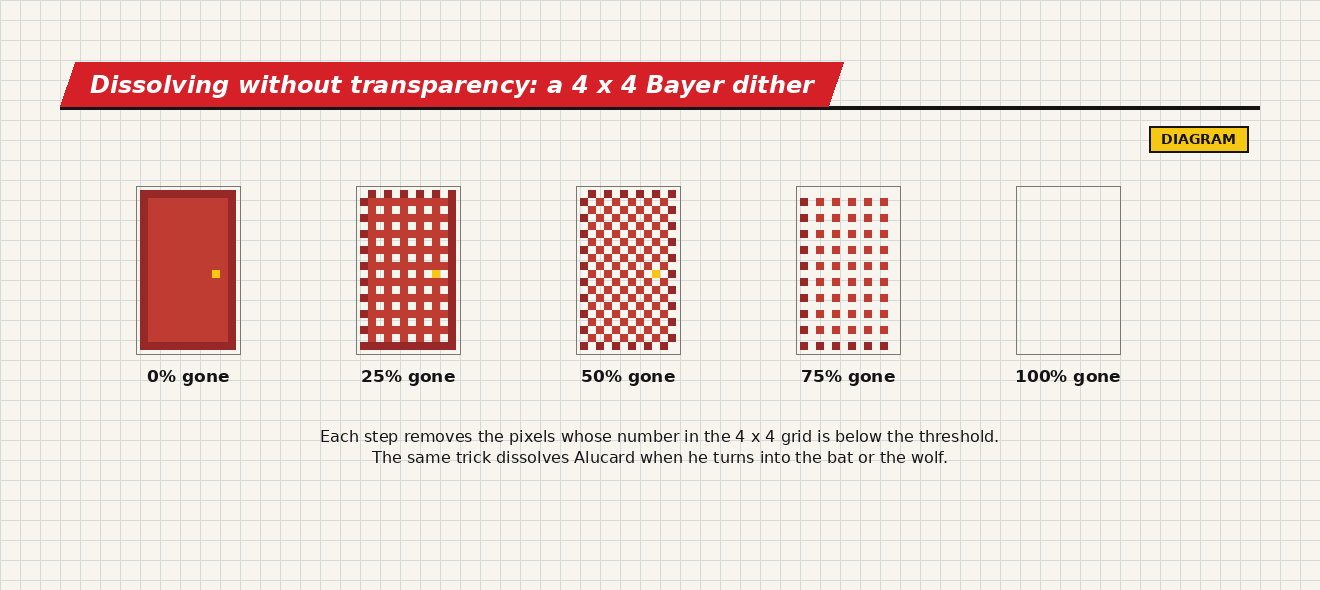 Dissolving without transparency: a 4 x 4 Bayer dither
DIAGRAM
0% gone
25% gone
50% gone
75% gone
100% gone
Each step removes the pixels whose number in the 4 x 4 grid is below the threshold.
The same trick dissolves Alucard when he turns into the bat or the wolf.